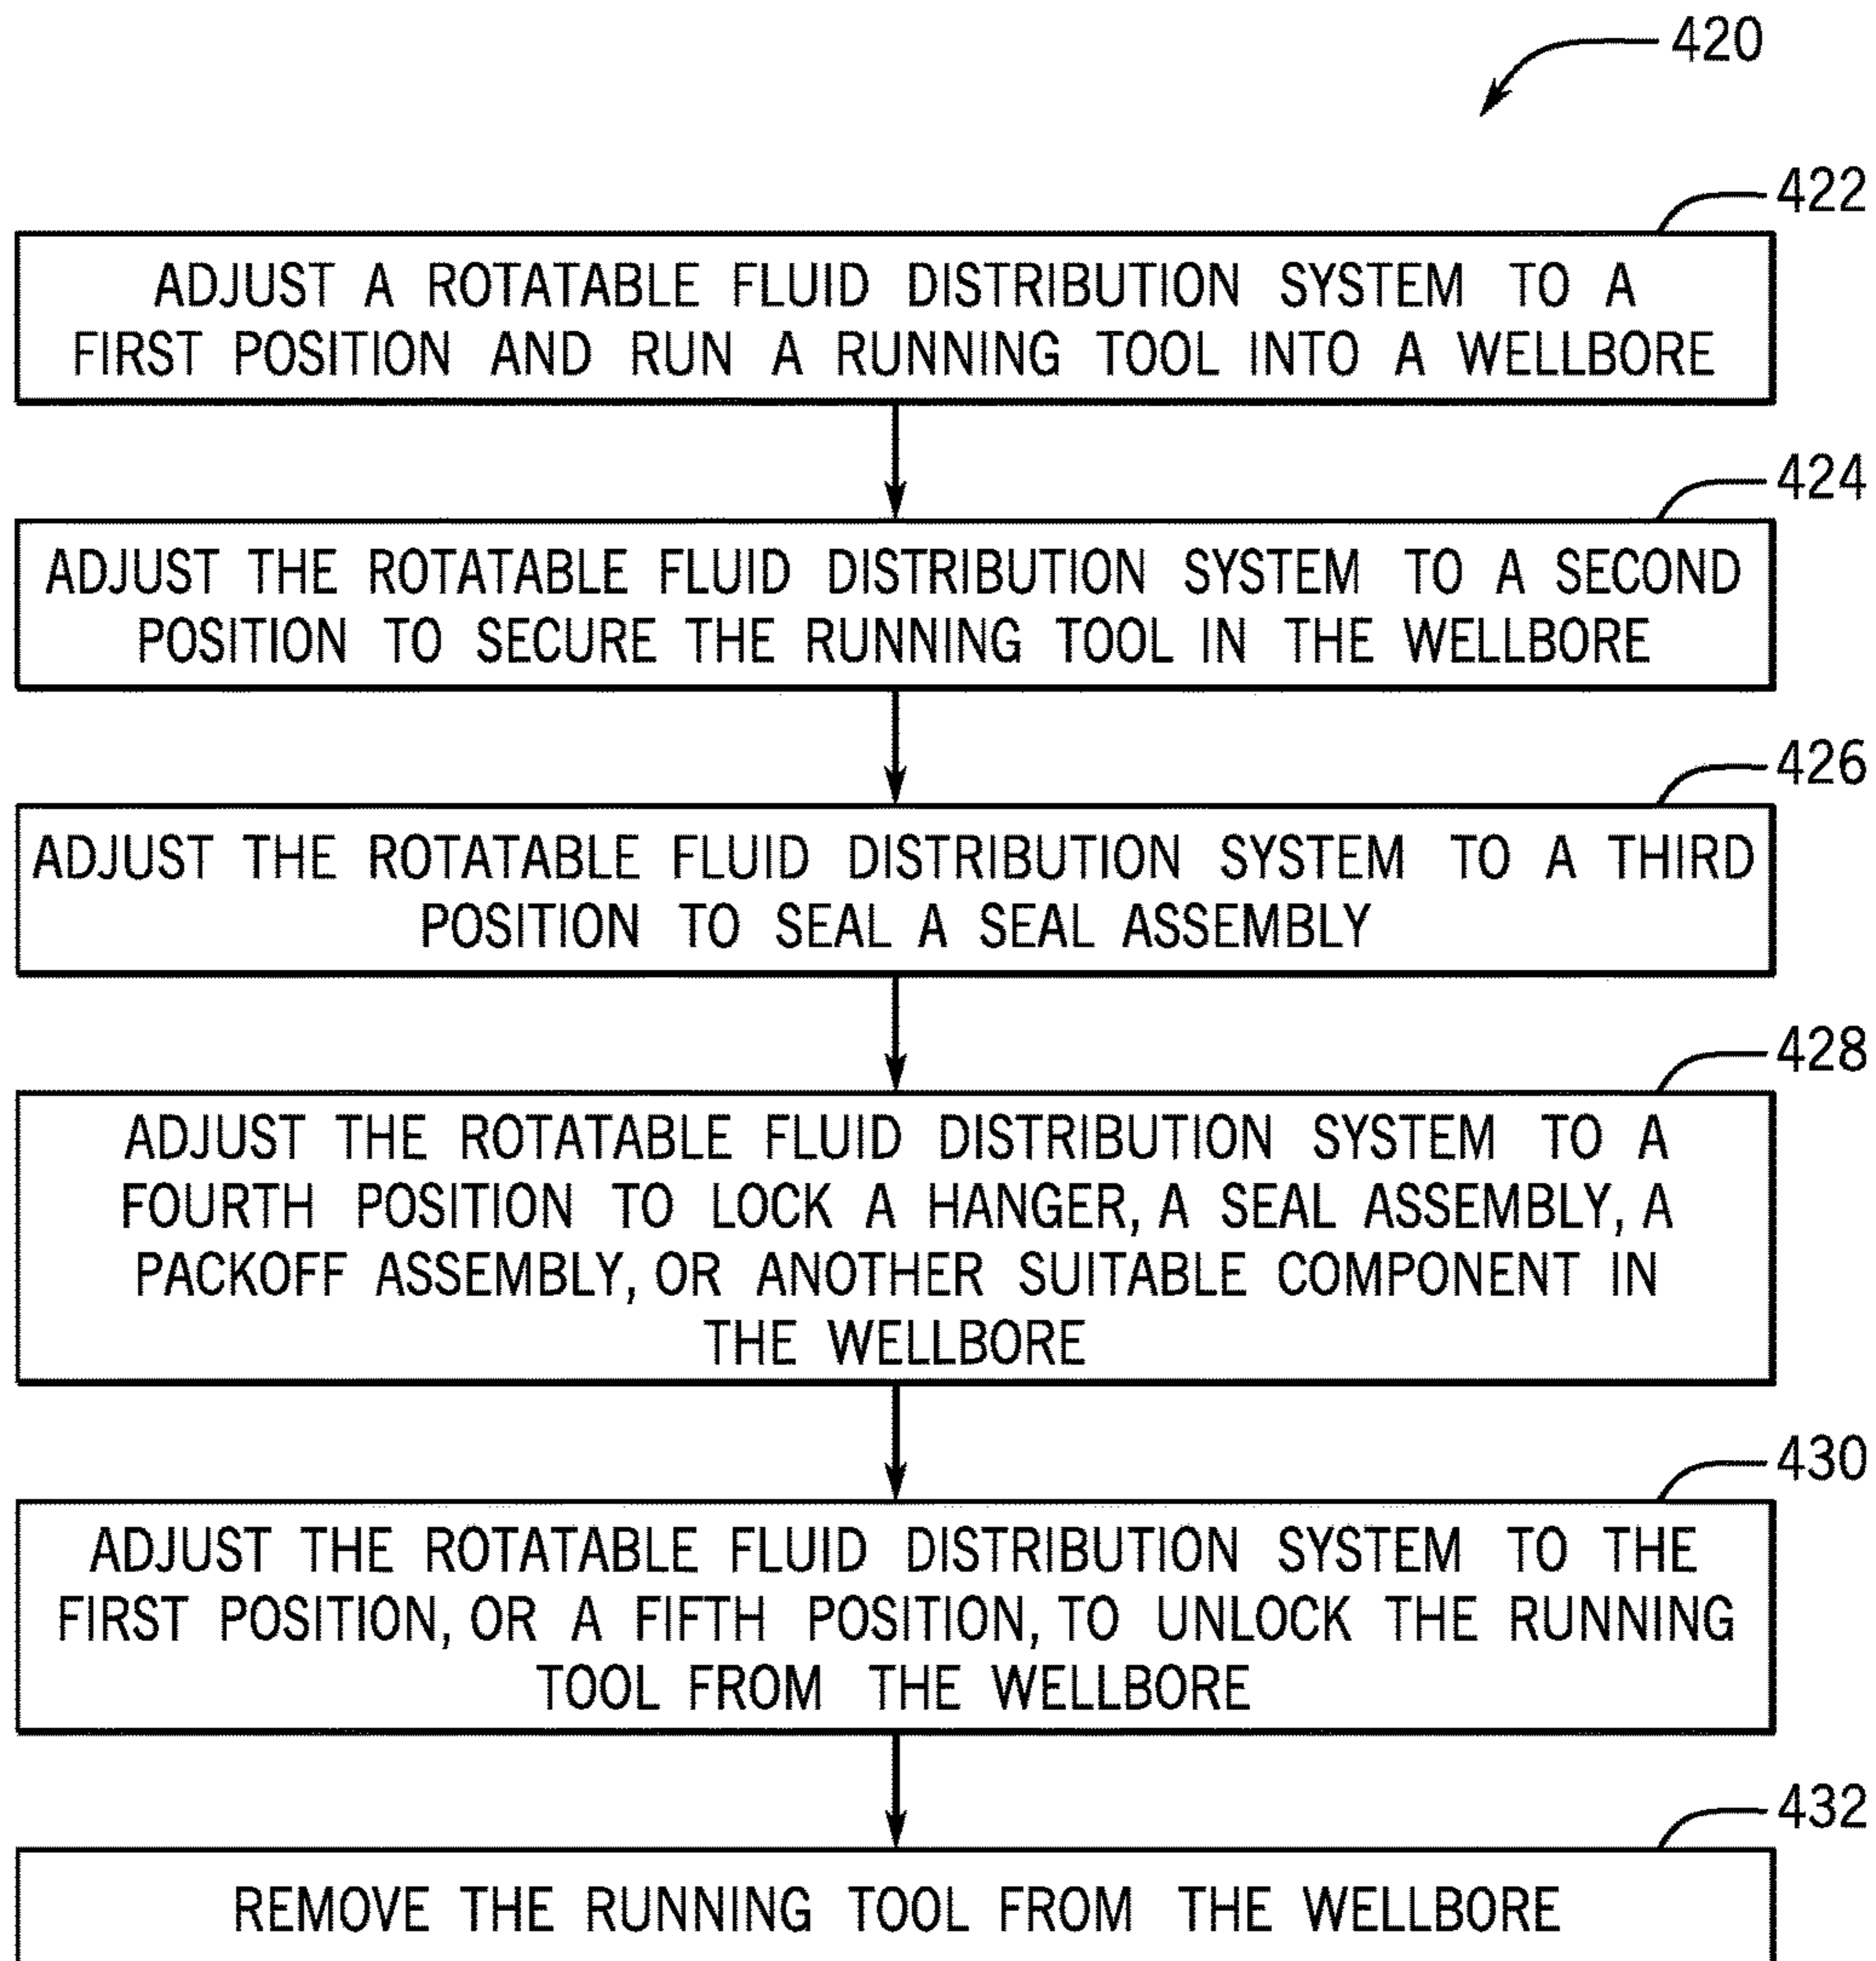 420
422
ADJUST A ROTATABLE FLUID DISTRIBUTION SYSTEM TO A
FIRST POSITION AND RUN A RUNNING TOOL INTO A WELLBORE
424
ADJUST THE ROTATABLE FLUID DISTRIBUTION SYSTEM TO A SECOND
POSITION TO SECURE THE RUNNING TOOL IN THE WELLBORE
426
ADJUST THE ROTATABLE FLUID DISTRIBUTION SYSTEM TO A THIRD
POSITION TO SEAL A SEAL ASSEMBLY
428
ADJUST THE ROTATABLE FLUID DISTRIBUTION SYSTEM TO A
FOURTH POSITION TO LOCK A HANGER, A SEAL ASSEMBLY, A
PACKOFF ASSEMBLY, OR ANOTHER SUITABLE COMPONENT IN
THE WELLBORE
430
ADJUST THE ROTATABLE FLUID DISTRIBUTION SYSTEM TO THE
FIRST POSITION, OR A FIFTH POSITION, TO UNLOCK THE RUNNING
TOOL FROM THE WELLBORE
432
REMOVE THE RUNNING TOOL FROM THE WELLBORE